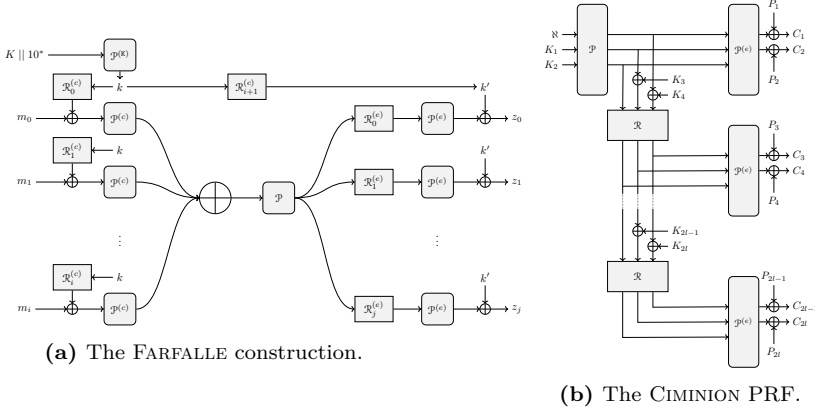 K || 10*
𝒫^(𝕂)
ℛ_0^(c)
k
ℛ_{i+1}^(c)
k′
m_0
𝒫^(c)
ℛ_0^(e)
𝒫^(e)
z_0
ℛ_1^(c)
k
k′
m_1
𝒫^(c)
𝒫
ℛ_1^(e)
𝒫^(e)
z_1
⋮
⋮
ℛ_i^(c)
k
k′
m_i
𝒫^(c)
ℛ_j^(e)
𝒫^(e)
z_j
(a) The FARFALLE construction.
P_1
ℵ
C_1
K_1
𝒫
𝒫^(e)
C_2
K_2
P_2
K_3
K_4
ℛ
P_3
C_3
𝒫^(e)
C_4
P_4
K_{2l−1}
K_{2l}
ℛ
P_{2l−1}
C_{2l−1}
𝒫^(e)
C_{2l}
P_{2l}
(b) The CIMINION PRF.